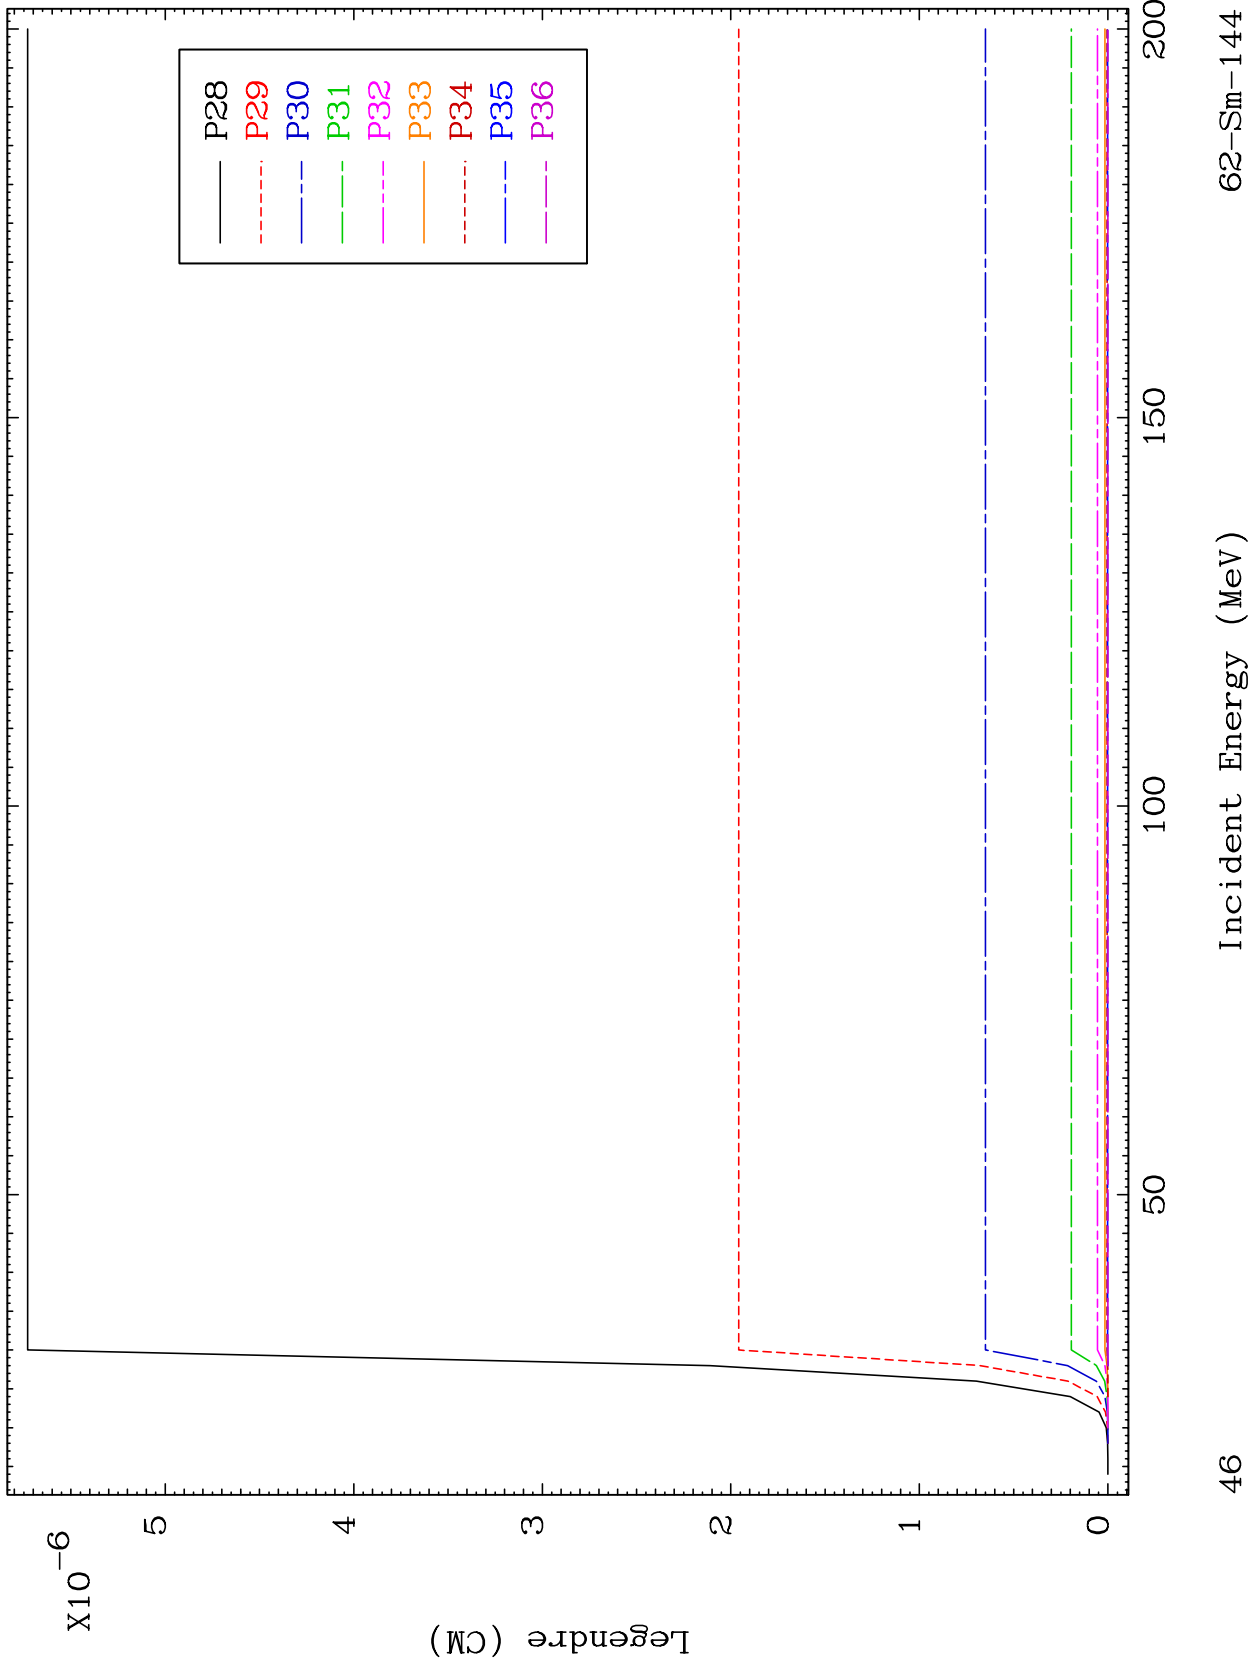 X10
-6
5
4
3
2
1
0
Legendre (CM)
P28
P29
P30
P31
P32
P33
P34
P35
P36
50
100
150
200
46
Incident Energy (MeV)
62-Sm-144